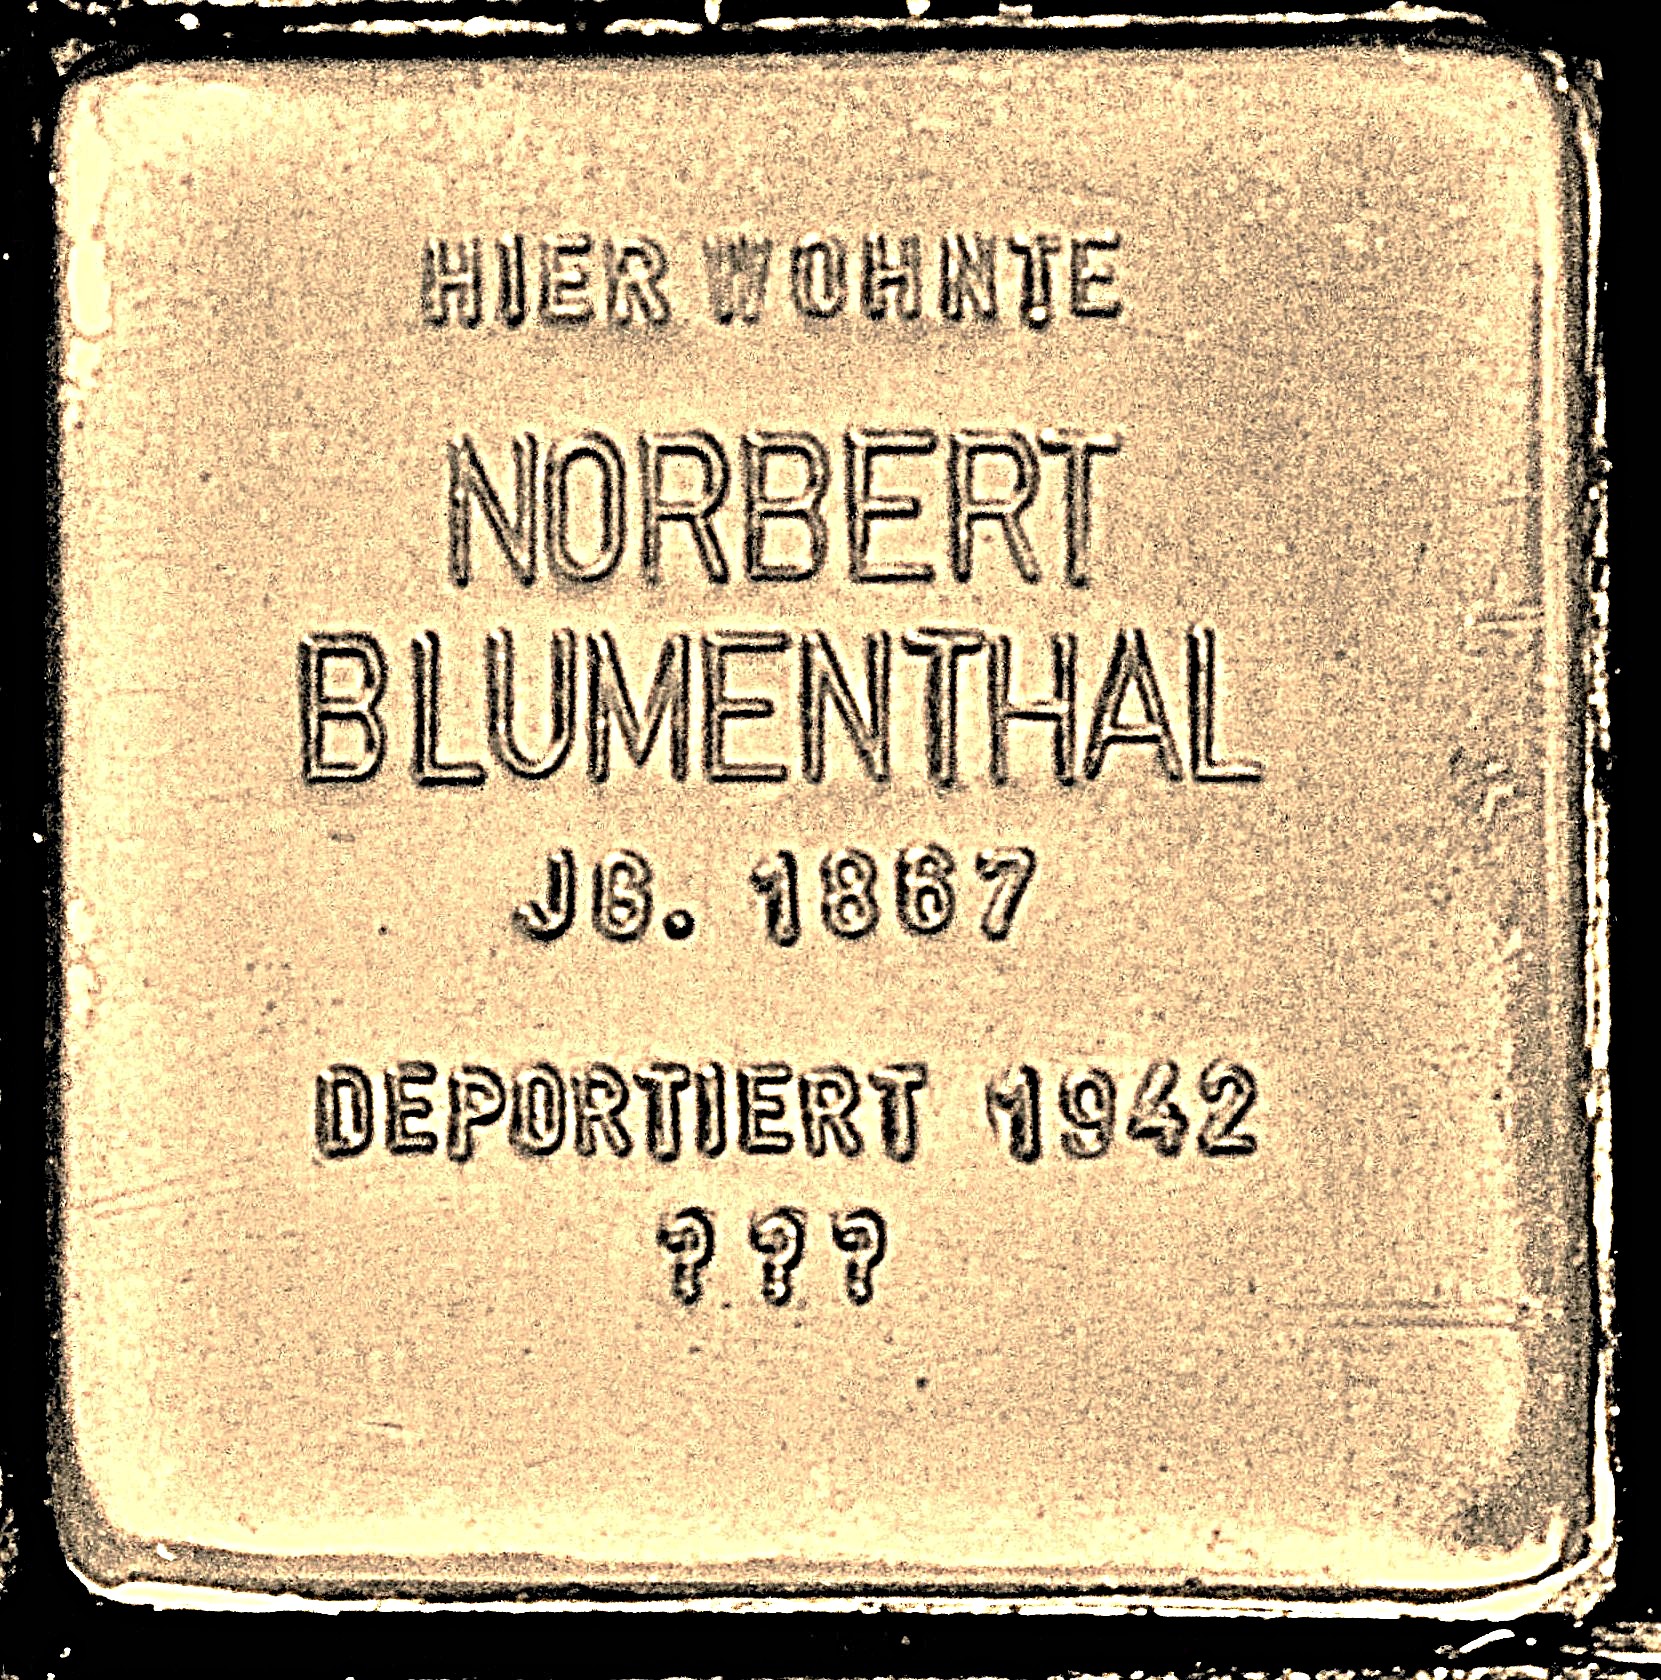 HIER WOHNTE
NORBERT
BLUMENTHAL
JG. 1867
DEPORTIERT 1942
???